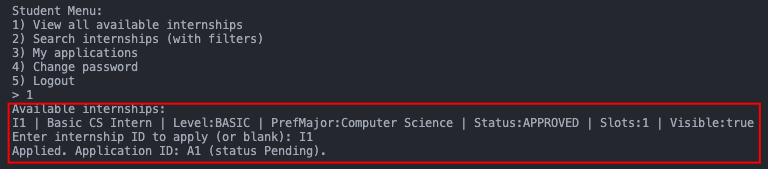 Student Menu:
1) View all available internships
2) Search internships (with filters)
3) My applications
4) Change password
5) Logout
> 1
Available internships:
I1 | Basic CS Intern | Level:BASIC | PrefMajor:Computer Science | Status:APPROVED | Slots:1 | Visible:true
Enter internship ID to apply (or blank): I1
Applied. Application ID: A1 (status Pending).